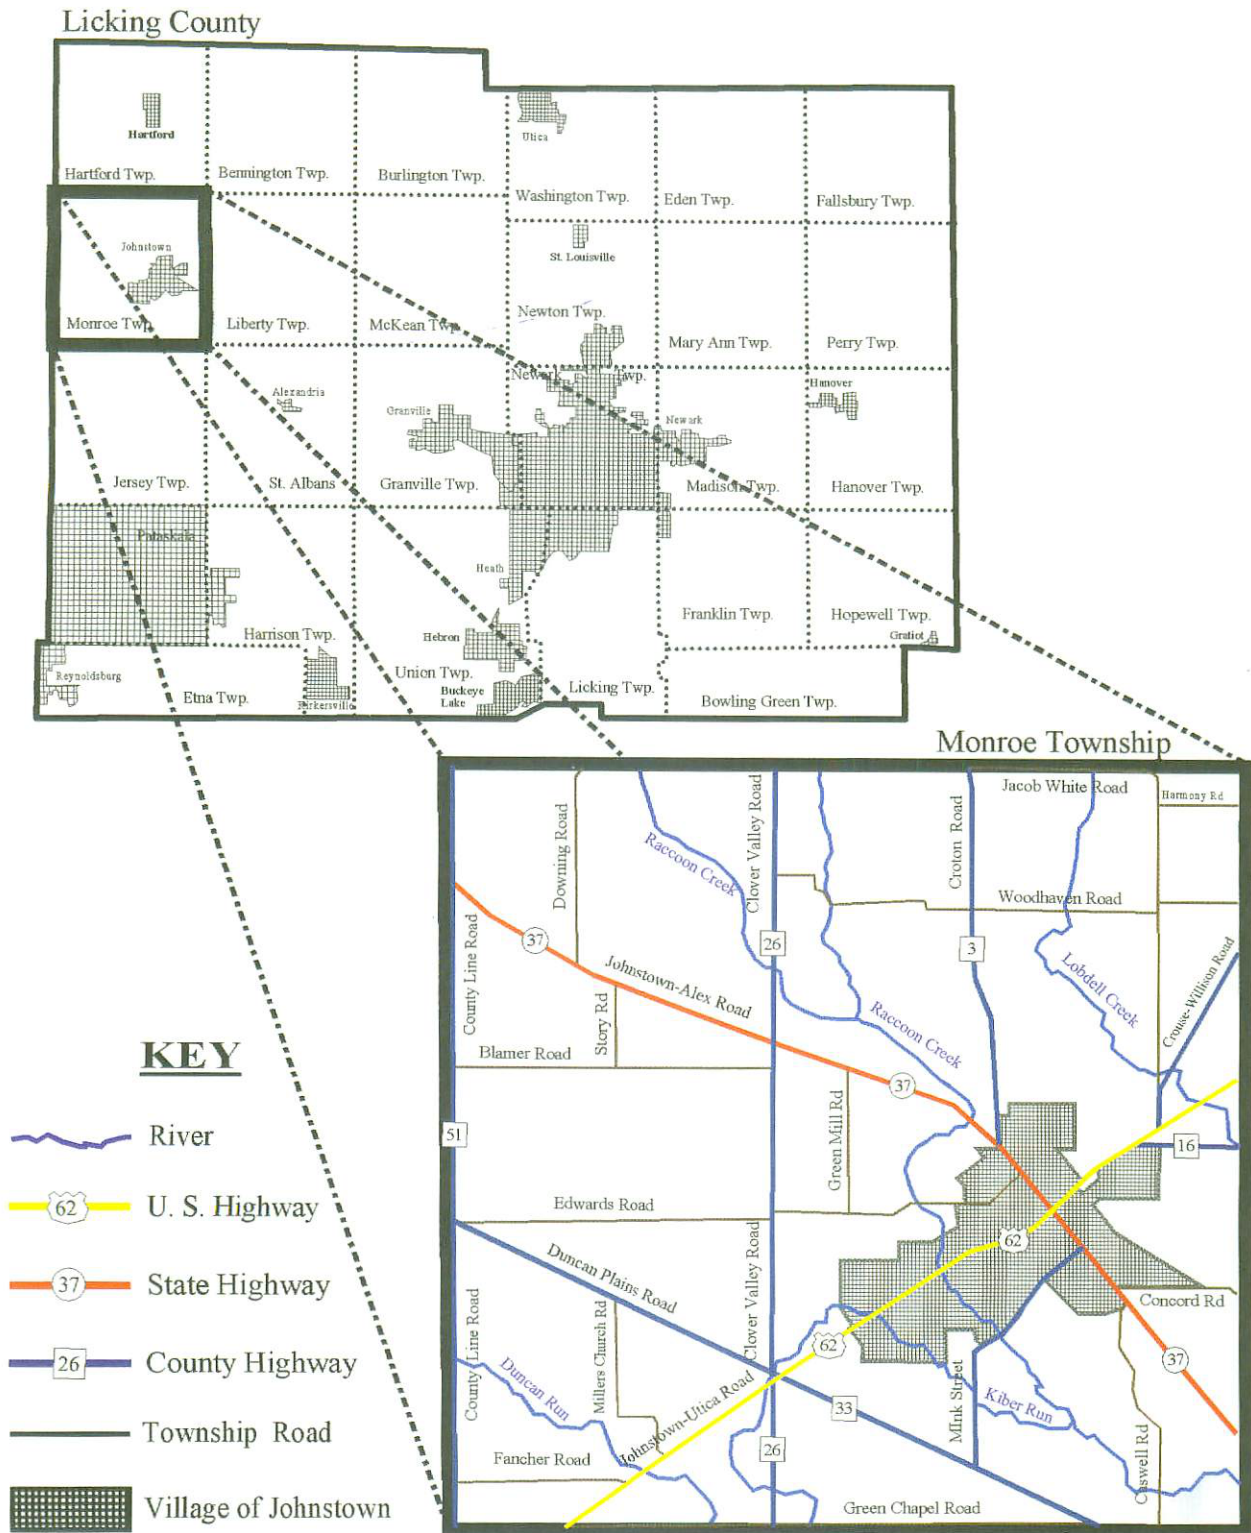 Licking County
Hartford
Utica
Hartford Twp.
Bennington Twp.
Burlington Twp.
Washington Twp.
Eden Twp.
Fallsbury Twp.
Johnstown
St. Louisville
Monroe Twp.
Liberty Twp.
McKean Twp.
Newton Twp.
Mary Ann Twp.
Perry Twp.
Newark Twp.
Alexandria
Granville
Newark
Hanover
Jersey Twp.
St. Albans
Granville Twp.
Madison Twp.
Hanover Twp.
Pataskala
Heath
Franklin Twp.
Hopewell Twp.
Harrison Twp.
Hebron
Gratiot
Reynoldsburg
Union Twp.
Etna Twp.
Kirkersville
Buckeye
Lake
Licking Twp.
Bowling Green Twp.
Monroe Township
Jacob White Road
Harmony Rd
Downing Road
Raccoon Creek
Clover Valley Road
Croton Road
Woodhaven Road
37
26
3
County Line Road
Johnstown-Alex Road
Lobdell Creek
Crouse-Willison Road
Story Rd
Raccoon Creek
Blamer Road
37
Green Mill Rd
51
16
Edwards Road
62
Duncan Plains Road
Clover Valley Road
Concord Rd
County Line Road
Millers Church Rd
62
37
Duncan Run
Johnstown-Utica Road
33
MInk Street
Kiber Run
26
Caswell Rd
Fancher Road
Green Chapel Road
KEY
River
62
U. S. Highway
37
State Highway
26
County Highway
Township Road
Village of Johnstown